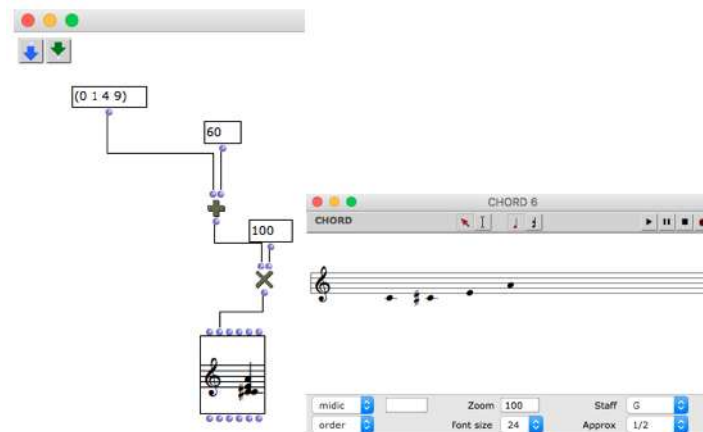 (0 1 4 9)
60
100
CHORD 6
CHORD
midic
Zoom 100
Staff G
order
Font size 24
Approx 1/2